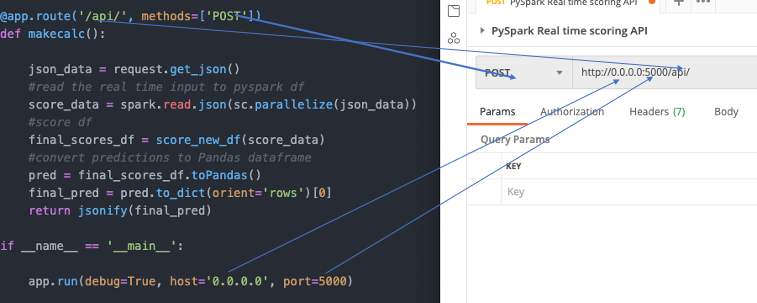 @app.route('/api/', methods=['POST'])
def makecalc():
json_data = request.get_json()
#read the real time input to pyspark df
score_data = spark.read.json(sc.parallelize(json_data))
#score df
final_scores_df = score_new_df(score_data)
#convert predictions to Pandas dataframe
pred = final_scores_df.toPandas()
final_pred = pred.to_dict(orient='rows')[0]
return jsonify(final_pred)
if __name__ == '__main__':
app.run(debug=True, host='0.0.0.0', port=5000)
POST PySpark Real time scoring API
PySpark Real time scoring API
POST http://0.0.0.0:5000/api/
Params Authorization Headers (7) Body
Query Params
KEY
Key